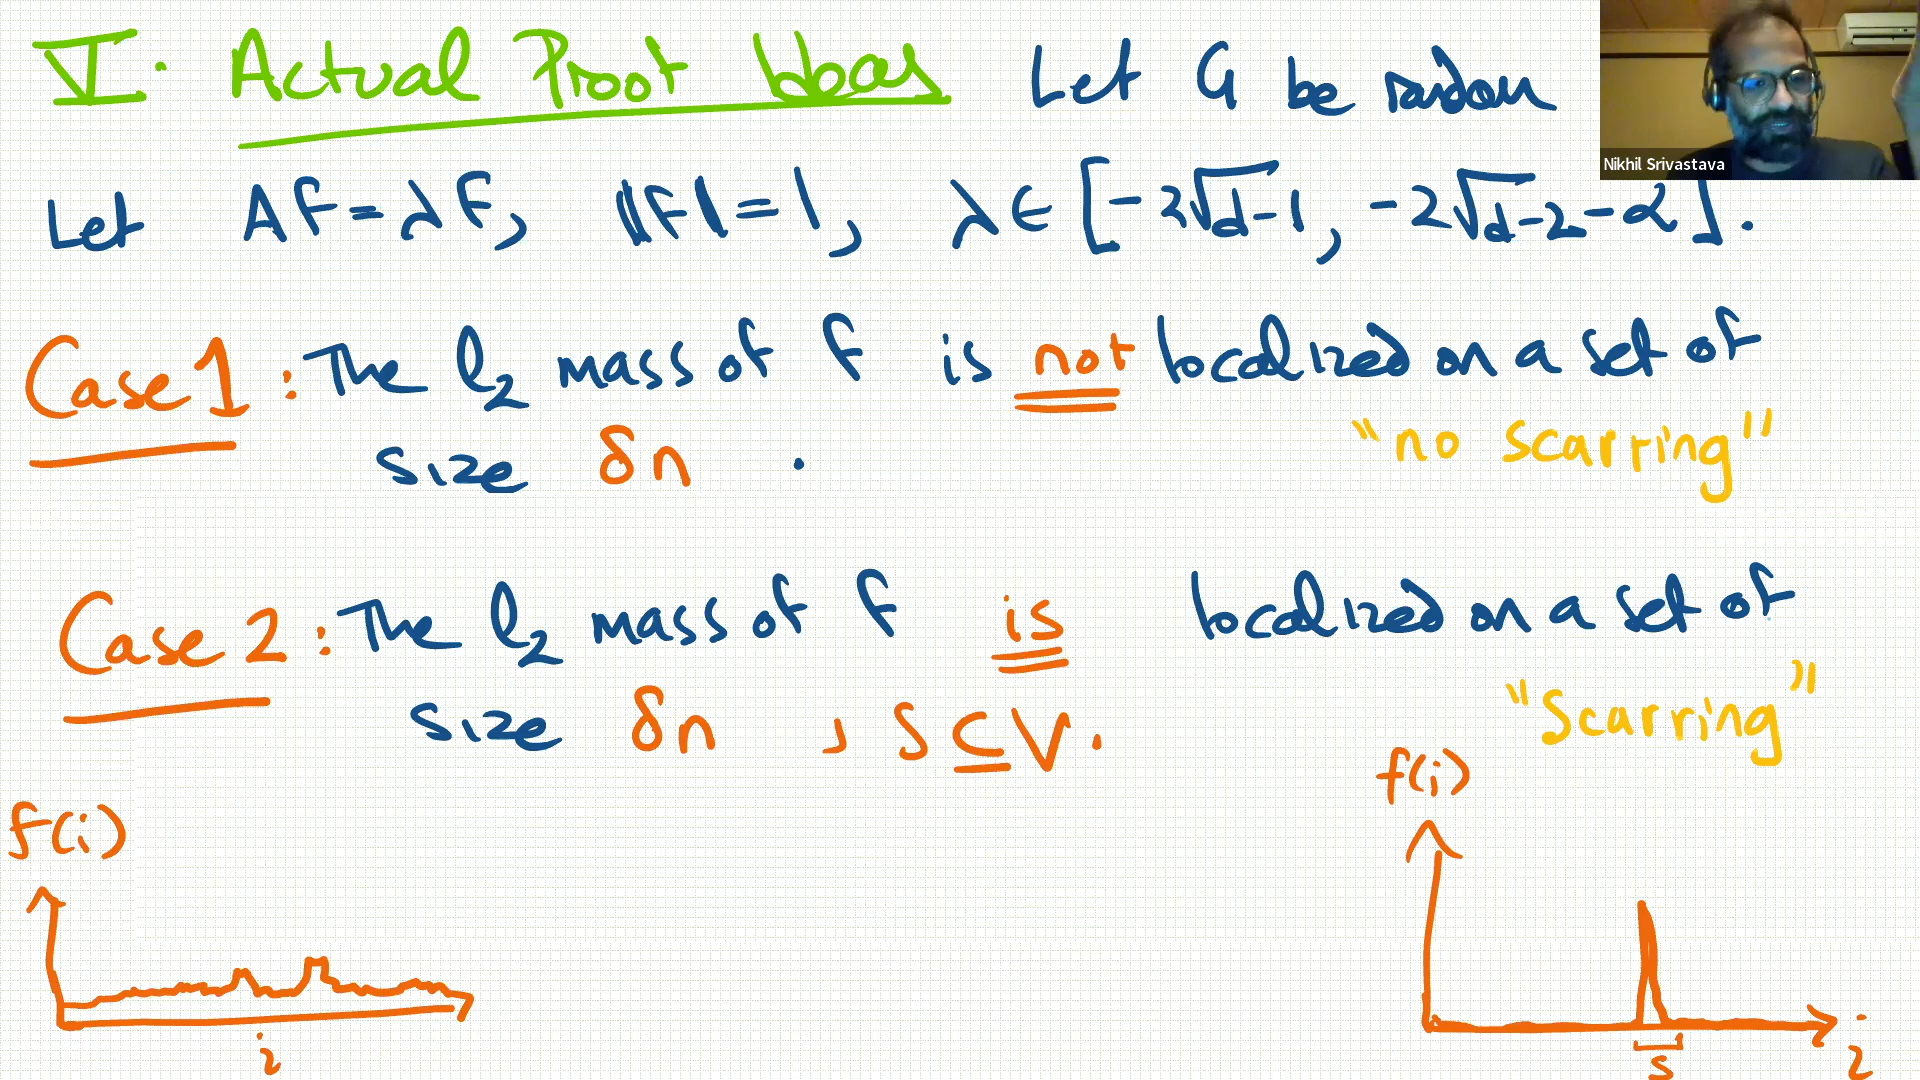 V. Actual Proof Ideas Let G be random
Nikhil Srivastava
Let Af = λf, ||f|| = 1, λ ∈ [-2√d-1, -2√d-2 - α].
Case 1: The ℓ₂ mass of f is not localized on a set of
size δn.
"no scarring"
Case 2: The ℓ₂ mass of f is localized on a set of
size δn, S ⊆ V.
"Scarring"
f(i)
i
f(i)
S
i